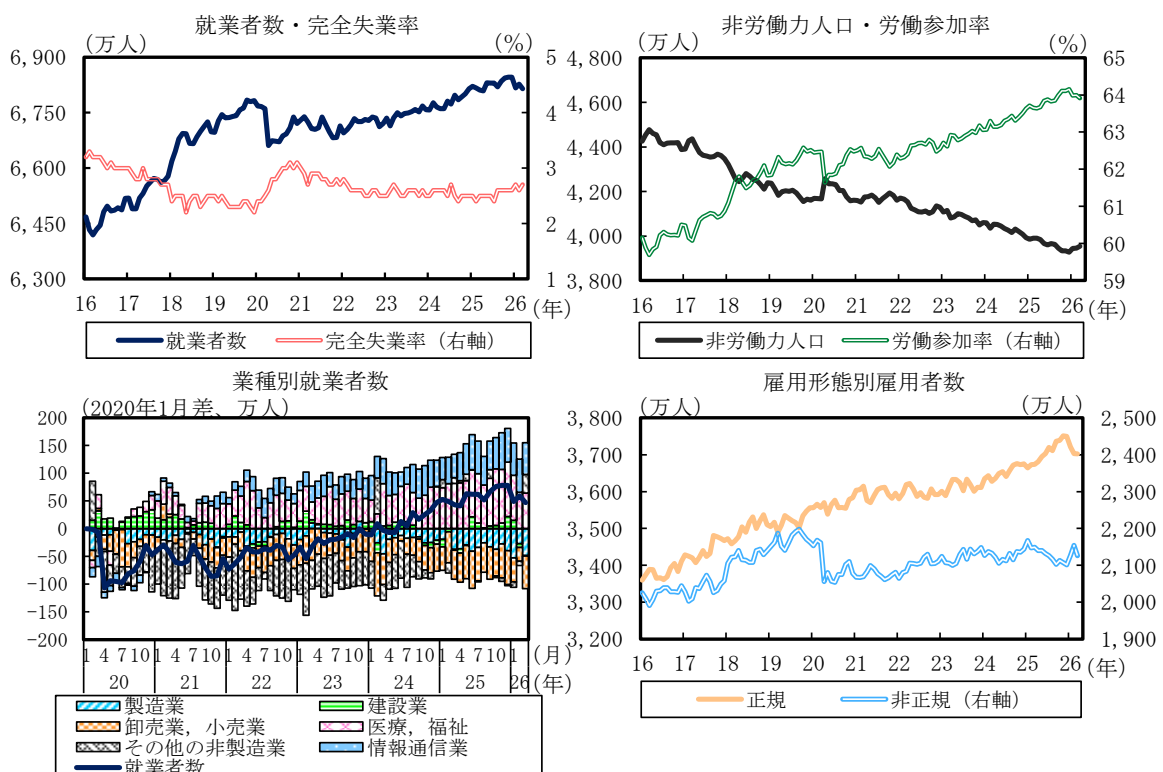 就業者数・完全失業率
(万人)
(%)
6,900
6,750
6,600
6,450
6,300
5
4
3
2
1
16 17 18 19 20 21 22 23 24 25 26 (年)
就業者数 完全失業率（右軸）
非労働力人口・労働参加率
(万人)
(%)
4,800
4,600
4,400
4,200
4,000
3,800
65
64
63
62
61
60
59
16 17 18 19 20 21 22 23 24 25 26 (年)
非労働力人口 労働参加率（右軸）
業種別就業者数
(2020年1月差、万人)
200
150
100
50
0
-50
-100
-150
-200
1 4 7 10 1 4 7 10 1 4 7 10 1 4 7 10 1 4 7 10 1 4 7 10 1 (月)
20 21 22 23 24 25 26 (年)
製造業 建設業
卸売業，小売業 医療，福祉
その他の非製造業 情報通信業
就業者数
雇用形態別雇用者数
(万人)
(万人)
3,800
3,700
3,600
3,500
3,400
3,300
3,200
2,500
2,400
2,300
2,200
2,100
2,000
1,900
16 17 18 19 20 21 22 23 24 25 26 (年)
正規 非正規（右軸）